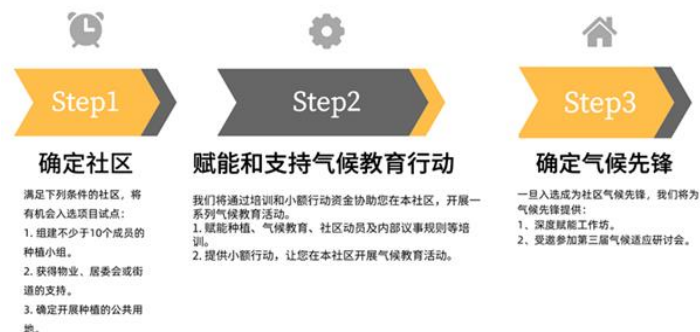 Step1
确定社区
满足下列条件的社区，将
有机会入选项目试点：
1. 组建不少于10个成员的
种植小组。
2. 获得物业、居委会或街
道的支持。
3. 确定开展种植的公共用
地。
Step2
赋能和支持气候教育行动
我们将通过培训和小额行动资金协助您在本社区，开展一
系列气候教育活动。
1. 赋能种植、气候教育、社区动员及内部议事规则等培
训。
2. 提供小额行动，让您在本社区开展气候教育活动。
Step3
确定气候先锋
一旦入选成为社区气候先锋，我们将为
气候先锋提供：
1、深度赋能工作坊。
2、受邀参加第三届气候适应研讨会。